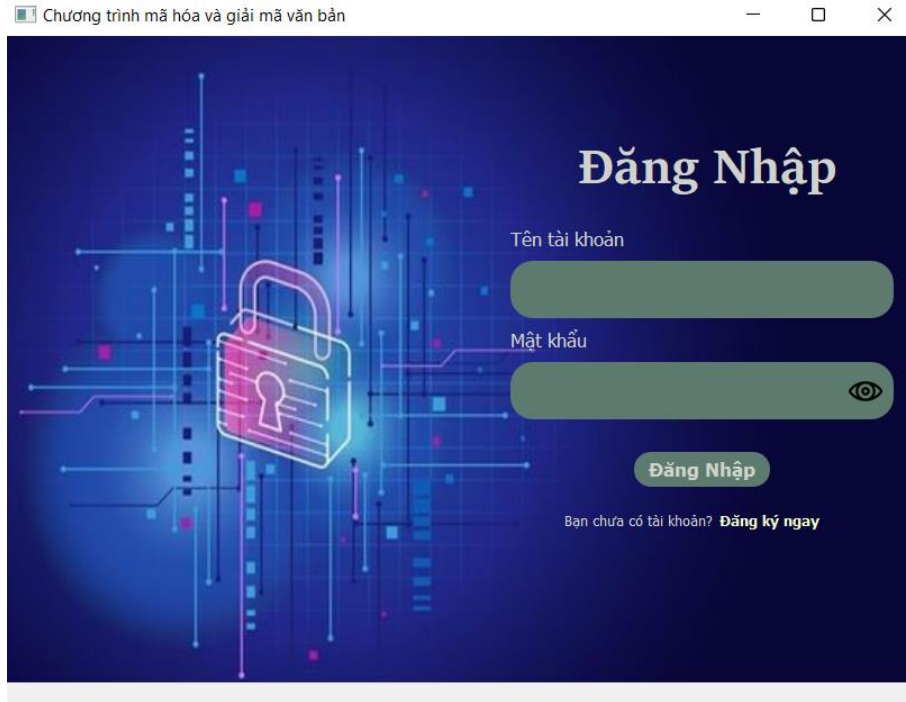 Chương trình mã hóa và giải mã văn bản
Đăng Nhập
Tên tài khoản
Mật khẩu
Đăng Nhập
Bạn chưa có tài khoản? Đăng ký ngay